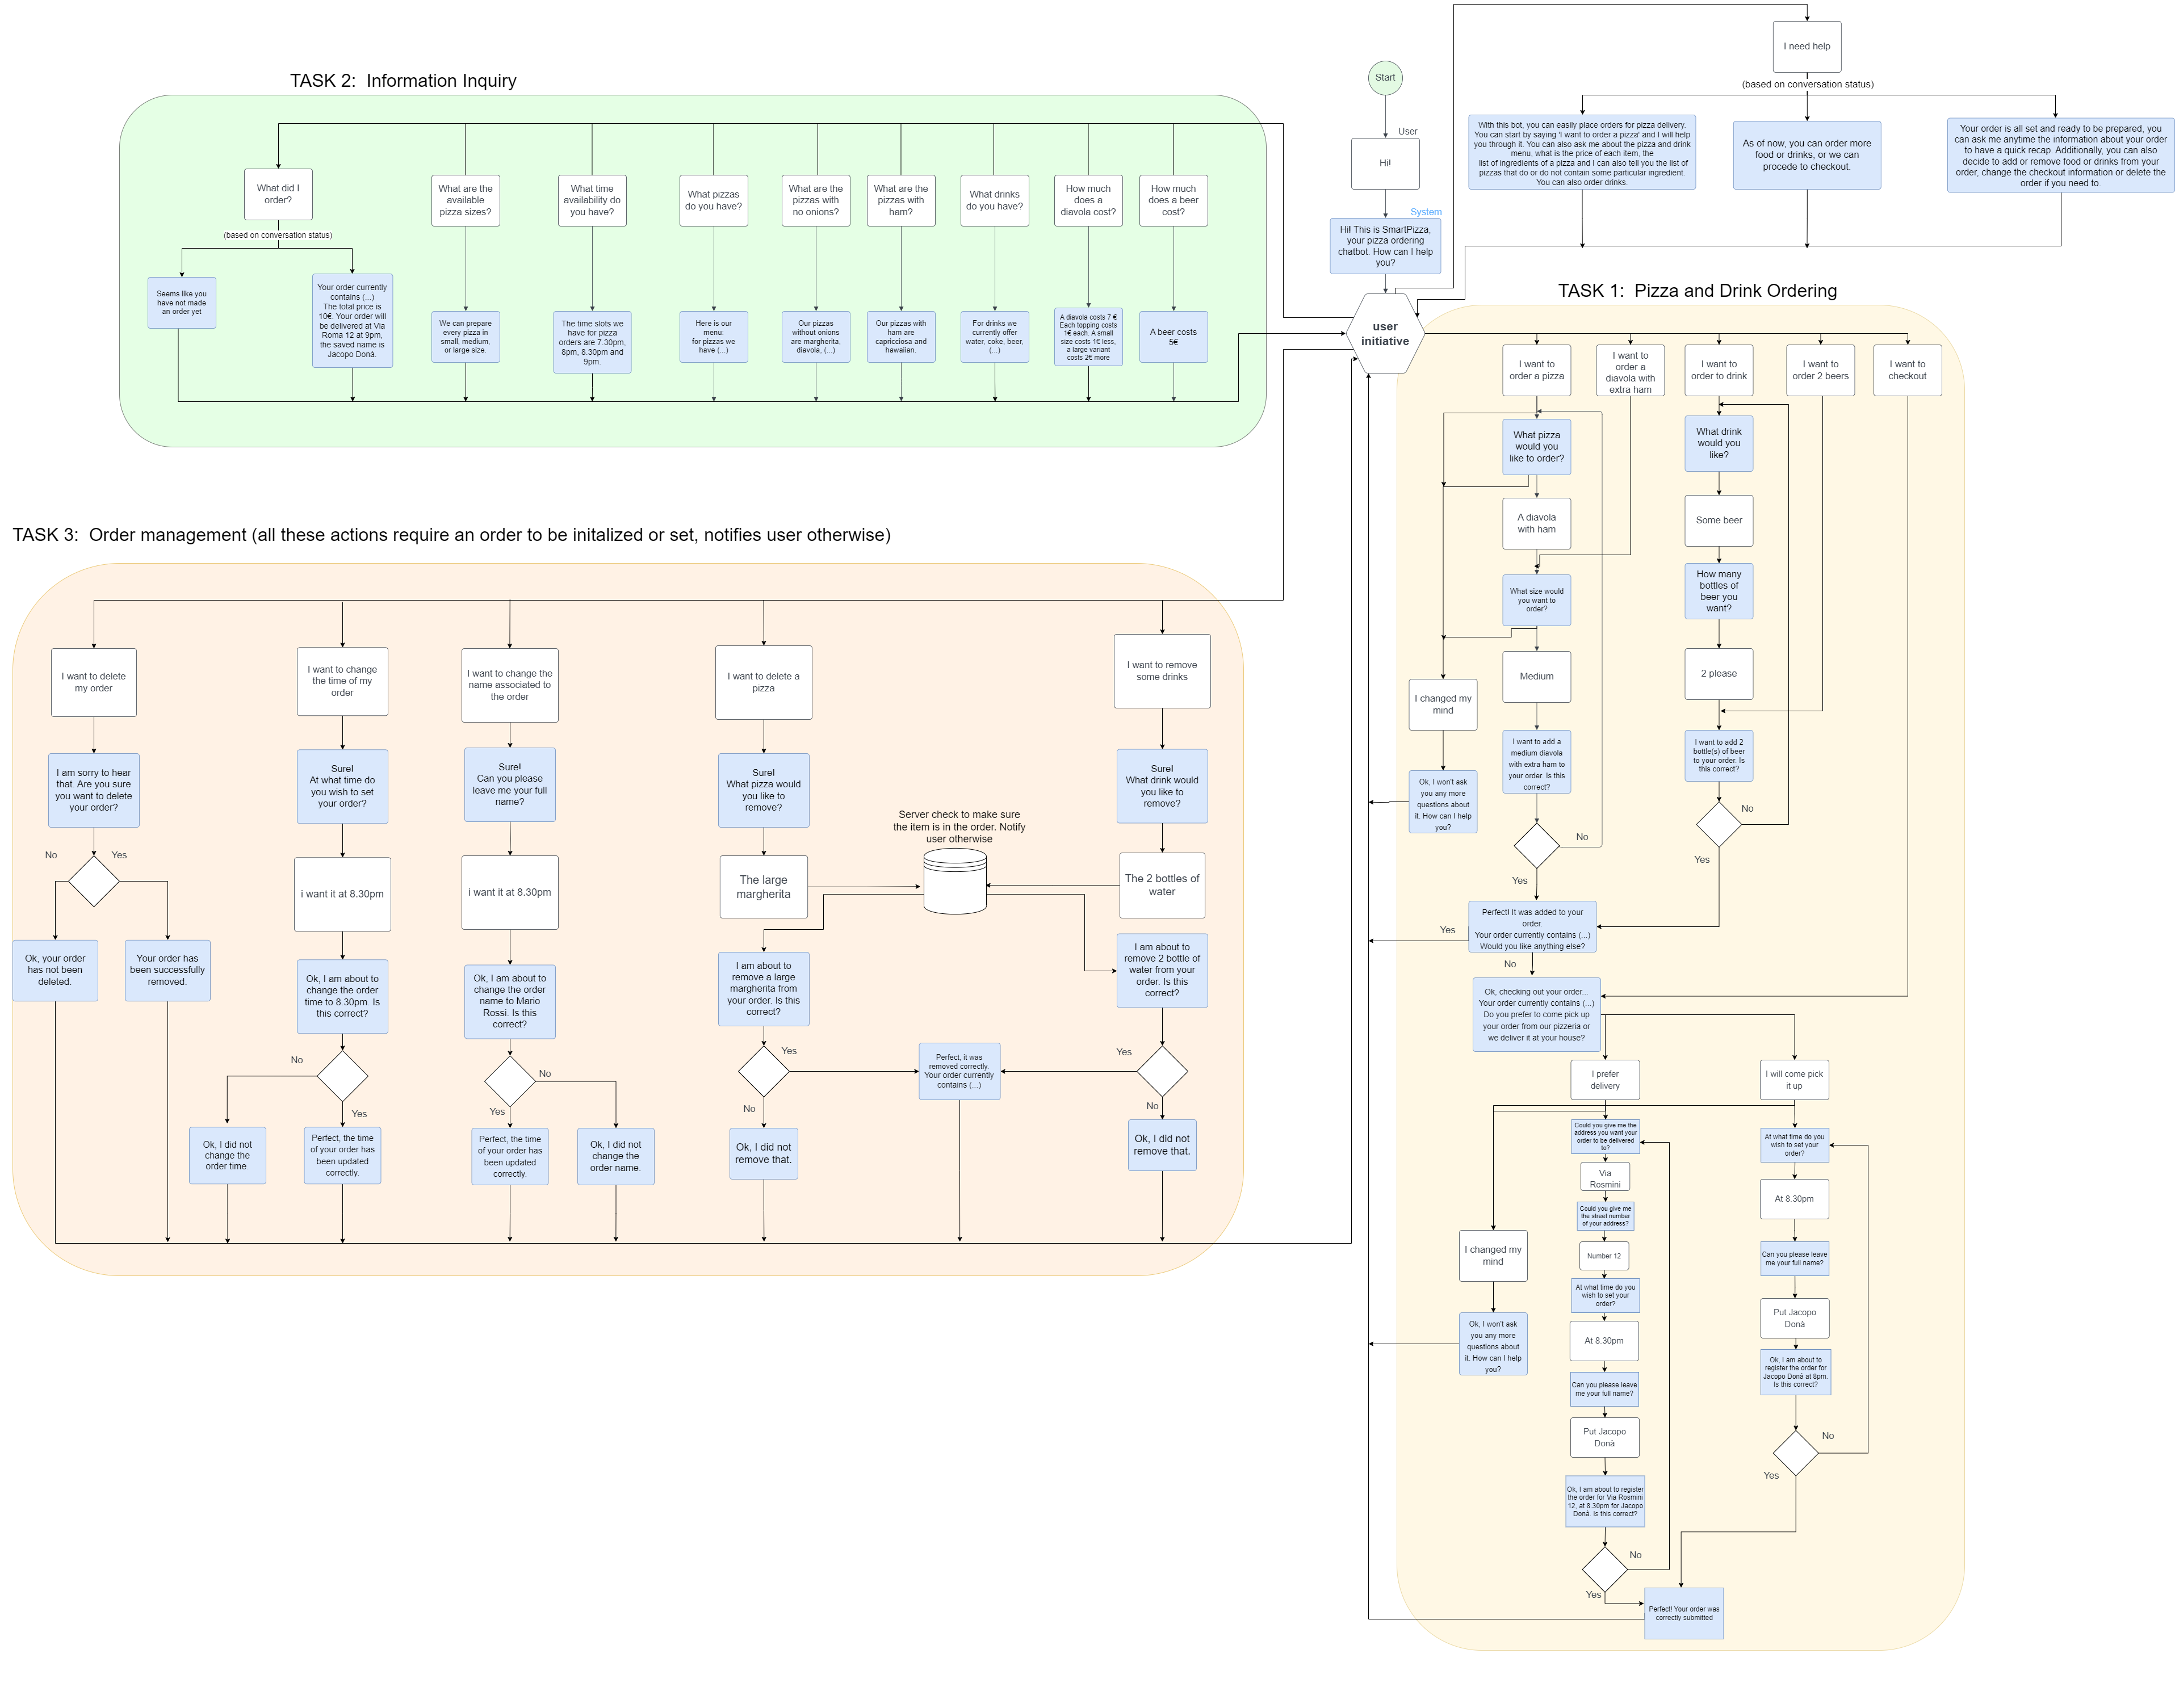 I need help
(based on conversation status)
With this bot, you can easily place orders for pizza delivery.
You can start by saying 'I want to order a pizza' and I will help
you through it. You can also ask me about the pizza and drink
menu, what is the price of each item, the
list of ingredients of a pizza and I can also tell you the list of
pizzas that do or do not contain some particular ingredient.
You can also order drinks.
As of now, you can order more
food or drinks, or we can
procede to checkout.
Your order is all set and ready to be prepared, you
can ask me anytime the information about your order
to have a quick recap. Additionally, you can also
decide to add or remove food or drinks from your
order, change the checkout information or delete the
order if you need to.
Start
User
Hi!
System
Hi! This is SmartPizza,
your pizza ordering
chatbot. How can I help
you?
user
initiative
TASK 2:  Information Inquiry
What did I
order?
(based on conversation status)
Seems like you
have not made
an order yet
Your order currently
contains (...)
The total price is
10€. Your order will
be delivered at Via
Roma 12 at 9pm,
the saved name is
Jacopo Donà.
What are the
available
pizza sizes?
We can prepare
every pizza in
small, medium,
or large size.
What time
availability do
you have?
The time slots we
have for pizza
orders are 7.30pm,
8pm, 8.30pm and
9pm.
What pizzas
do you have?
Here is our
menu:
for pizzas we
have (...)
What are the
pizzas with
no onions?
Our pizzas
without onions
are margherita,
diavola, (...)
What are the
pizzas with
ham?
Our pizzas with
ham are
capricciosa and
hawaiian.
What drinks
do you have?
For drinks we
currently offer
water, coke, beer,
(...)
How much
does a
diavola cost?
A diavola costs 7 €
Each topping costs
1€ each. A small
size costs 1€ less,
a large variant
costs 2€ more
How much
does a beer
cost?
A beer costs
5€
TASK 1:  Pizza and Drink Ordering
I want to
order a pizza
I want to
order a
diavola with
extra ham
I want to
order to drink
I want to
order 2 beers
I want to
checkout
What pizza
would you
like to order?
A diavola
with ham
What size would
you want to
order?
Medium
I want to add a
medium diavola
with extra ham to
your order. Is this
correct?
No
Yes
I changed my
mind
Ok, I won't ask
you any more
questions about
it. How can I help
you?
What drink
would you
like?
Some beer
How many
bottles of
beer you
want?
2 please
I want to add 2
bottle(s) of beer
to your order. Is
this correct?
No
Yes
Perfect! It was added to your
order.
Your order currently contains (...)
Would you like anything else?
Yes
No
Ok, checking out your order...
Your order currently contains (...)
Do you prefer to come pick up
your order from our pizzeria or
we deliver it at your house?
I prefer
delivery
I will come pick
it up
Could you give me the
address you want your
order to be delivered
to?
Via
Rosmini
Could you give me
the street number
of your address?
Number 12
At what time do you
wish to set your
order?
At 8.30pm
Can you please leave
me your full name?
Put Jacopo
Donà
Ok, I am about to register
the order for Via Rosmini
12, at 8.30pm for Jacopo
Donà. Is this correct?
No
Yes
I changed my
mind
Ok, I won't ask
you any more
questions about
it. How can I help
you?
At what time do you
wish to set your
order?
At 8.30pm
Can you please leave
me your full name?
Put Jacopo
Donà
Ok, I am about to
register the order for
Jacopo Donà at 8pm.
Is this correct?
No
Yes
Perfect! Your order was
correctly submitted
TASK 3:  Order management (all these actions require an order to be initalized or set, notifies user otherwise)
I want to delete
my order
I am sorry to hear
that. Are you sure
you want to delete
your order?
No
Yes
Ok, your order
has not been
deleted.
Your order has
been successfully
removed.
I want to change
the time of my
order
Sure!
At what time do
you wish to set
your order?
i want it at 8.30pm
Ok, I am about to
change the order
time to 8.30pm. Is
this correct?
No
Yes
Ok, I did not
change the
order time.
Perfect, the time
of your order has
been updated
correctly.
I want to change the
name associated to
the order
Sure!
Can you please
leave me your full
name?
i want it at 8.30pm
Ok, I am about to
change the order
name to Mario
Rossi. Is this
correct?
No
Yes
Perfect, the time
of your order has
been updated
correctly.
Ok, I did not
change the
order name.
I want to delete a
pizza
Sure!
What pizza would
you like to
remove?
The large
margherita
I am about to
remove a large
margherita from
your order. Is this
correct?
Yes
No
Ok, I did not
remove that.
Server check to make sure
the item is in the order. Notify
user otherwise
Perfect, it was
removed correctly.
Your order currently
contains (...)
I want to remove
some drinks
Sure!
What drink would
you like to
remove?
The 2 bottles of
water
I am about to
remove 2 bottle of
water from your
order. Is this
correct?
Yes
No
Ok, I did not
remove that.